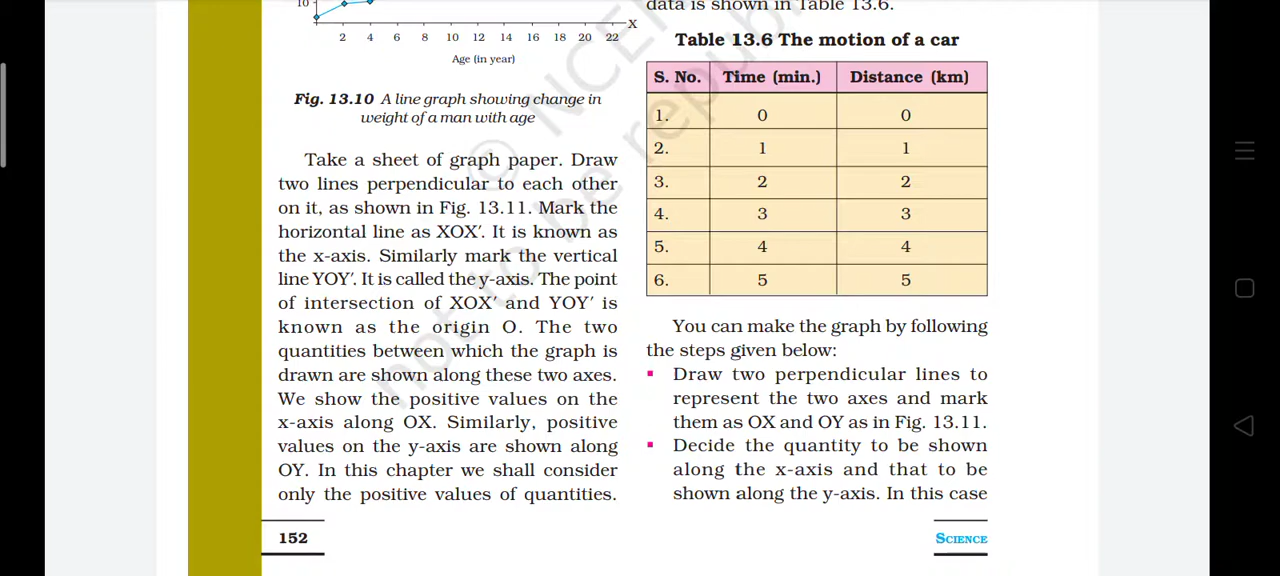 10
X
2 4 6 8 10 12 14 16 18 20 22
Age (in year)
Fig. 13.10 A line graph showing change in
weight of a man with age
Take a sheet of graph paper. Draw
two lines perpendicular to each other
on it, as shown in Fig. 13.11. Mark the
horizontal line as XOX′. It is known as
the x-axis. Similarly mark the vertical
line YOY′. It is called the y-axis. The point
of intersection of XOX′ and YOY′ is
known as the origin O. The two
quantities between which the graph is
drawn are shown along these two axes.
We show the positive values on the
x-axis along OX. Similarly, positive
values on the y-axis are shown along
OY. In this chapter we shall consider
only the positive values of quantities.
152
data is shown in Table 13.6.
Table 13.6 The motion of a car
S. No. Time (min.) Distance (km)
1. 0 0
2. 1 1
3. 2 2
4. 3 3
5. 4 4
6. 5 5
You can make the graph by following
the steps given below:
▪ Draw two perpendicular lines to
represent the two axes and mark
them as OX and OY as in Fig. 13.11.
▪ Decide the quantity to be shown
along the x-axis and that to be
shown along the y-axis. In this case
SCIENCE
© NCE
not to be republi